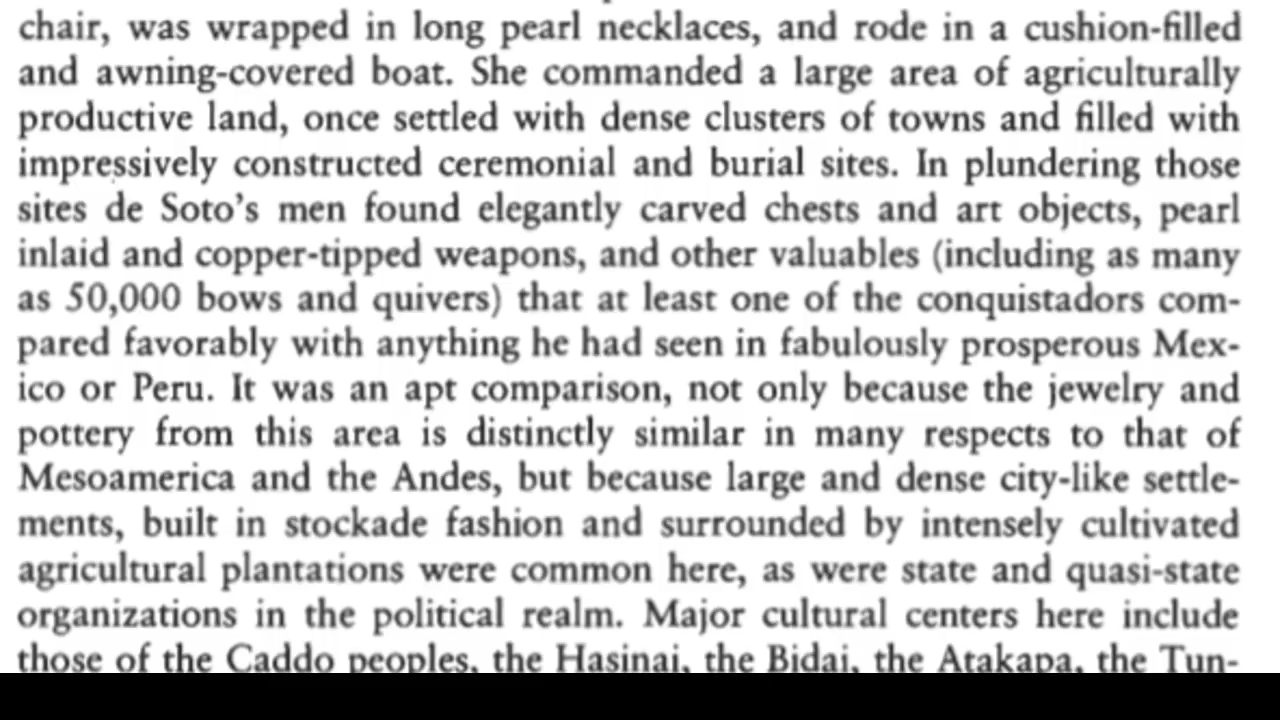 chair, was wrapped in long pearl necklaces, and rode in a cushion-filled
and awning-covered boat. She commanded a large area of agriculturally
productive land, once settled with dense clusters of towns and filled with
impressively constructed ceremonial and burial sites. In plundering those
sites de Soto's men found elegantly carved chests and art objects, pearl
inlaid and copper-tipped weapons, and other valuables (including as many
as 50,000 bows and quivers) that at least one of the conquistadors com-
pared favorably with anything he had seen in fabulously prosperous Mex-
ico or Peru. It was an apt comparison, not only because the jewelry and
pottery from this area is distinctly similar in many respects to that of
Mesoamerica and the Andes, but because large and dense city-like settle-
ments, built in stockade fashion and surrounded by intensely cultivated
agricultural plantations were common here, as were state and quasi-state
organizations in the political realm. Major cultural centers here include
those of the Caddo peoples, the Hasinai, the Bidai, the Atakapa, the Tun-